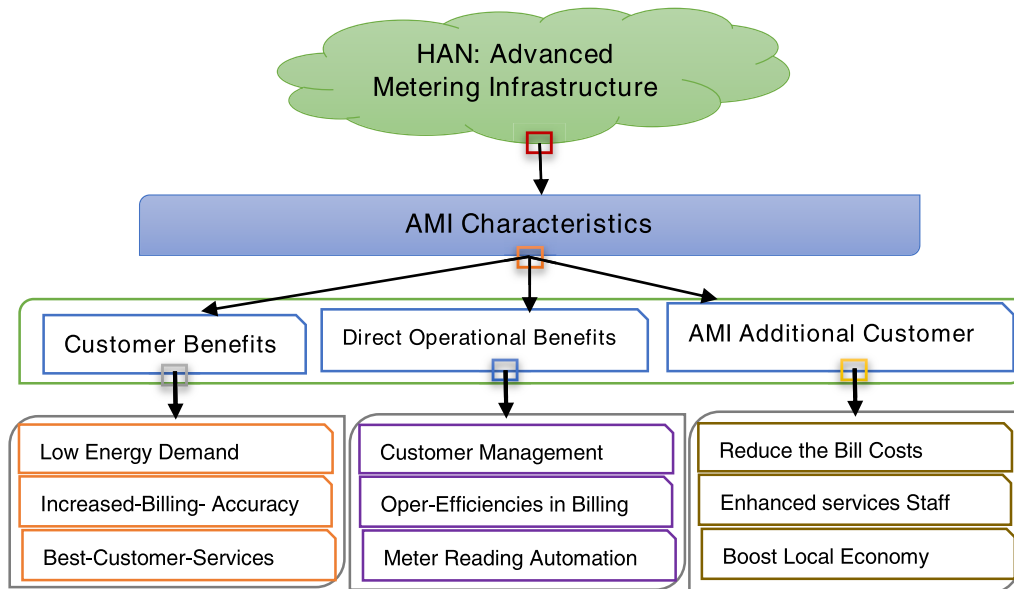 HAN: Advanced
Metering Infrastructure
AMI Characteristics
Customer Benefits
Direct Operational Benefits
AMI Additional Customer
Low Energy Demand
Increased-Billing- Accuracy
Best-Customer-Services
Customer Management
Oper-Efficiencies in Billing
Meter Reading Automation
Reduce the Bill Costs
Enhanced services Staff
Boost Local Economy